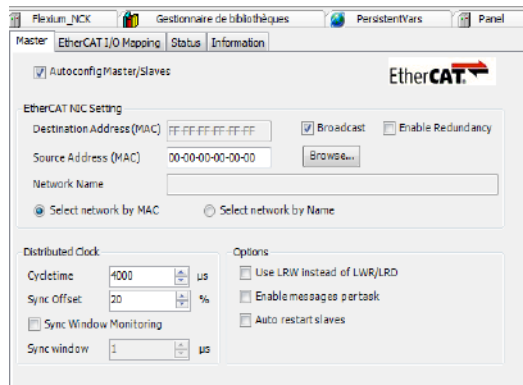 Flexium_NCK Gestionnaire de bibliothèques PersistentVars Panel
Master EtherCAT I/O Mapping Status Information
Autoconfig Master/Slaves
EtherCAT.
EtherCAT NIC Setting
Destination Address (MAC) FF-FF-FF-FF-FF-FF Broadcast Enable Redundancy
Source Address (MAC) 00-00-00-00-00-00 Browse...
Network Name
Select network by MAC Select network by Name
Distributed Clock Options
Cycletime 4000 µs Use LRW instead of LWR/LRD
Sync Offset 20 % Enable messages per task
Sync Window Monitoring Auto restart slaves
Sync window 1 µs